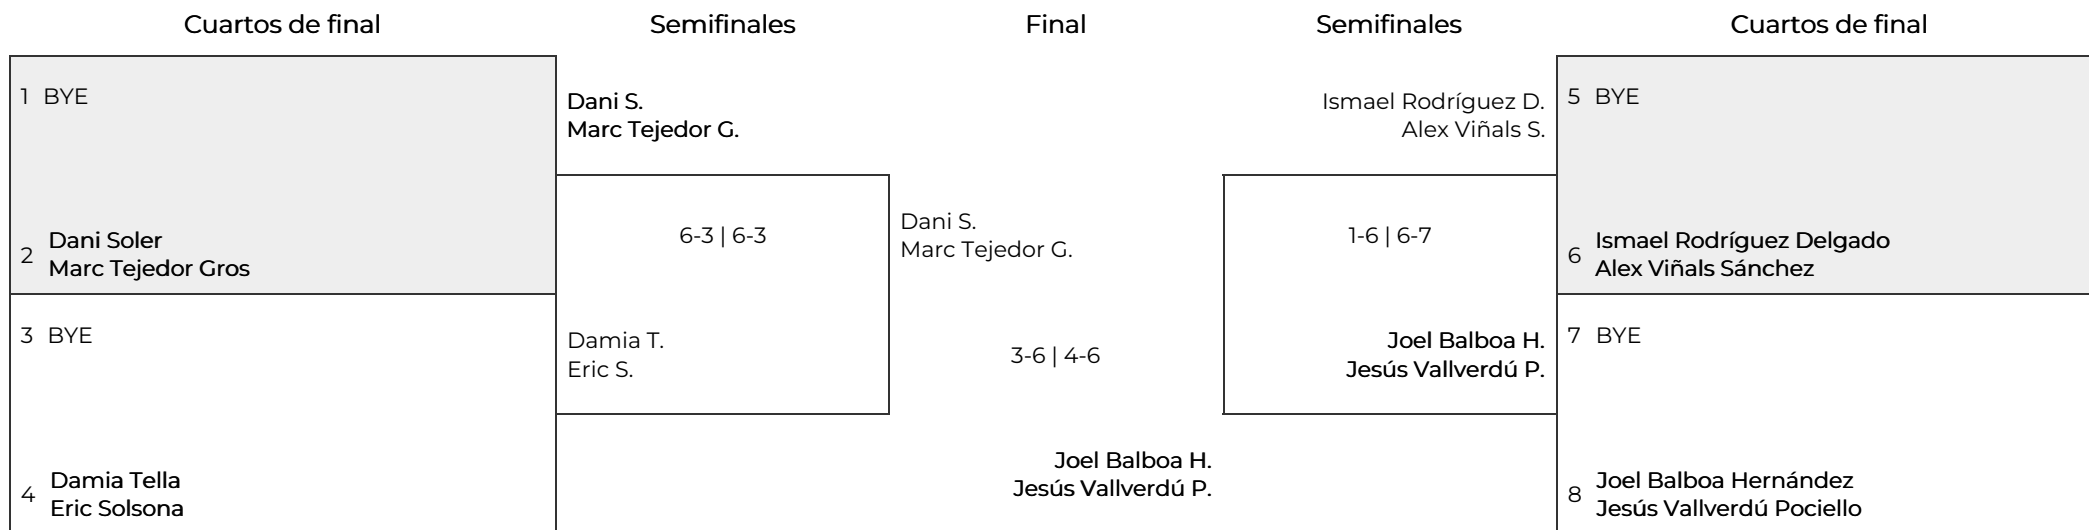 Cuartos de final
Semifinales
Final
Semifinales
Cuartos de final
1 BYE
2 Dani Soler
Marc Tejedor Gros
3 BYE
4 Damia Tella
Eric Solsona
Dani S.
Marc Tejedor G.
6-3 | 6-3
Damia T.
Eric S.
Dani S.
Marc Tejedor G.
3-6 | 4-6
Joel Balboa H.
Jesús Vallverdú P.
Ismael Rodríguez D.
Alex Viñals S.
1-6 | 6-7
Joel Balboa H.
Jesús Vallverdú P.
5 BYE
6 Ismael Rodríguez Delgado
Alex Viñals Sánchez
7 BYE
8 Joel Balboa Hernández
Jesús Vallverdú Pociello